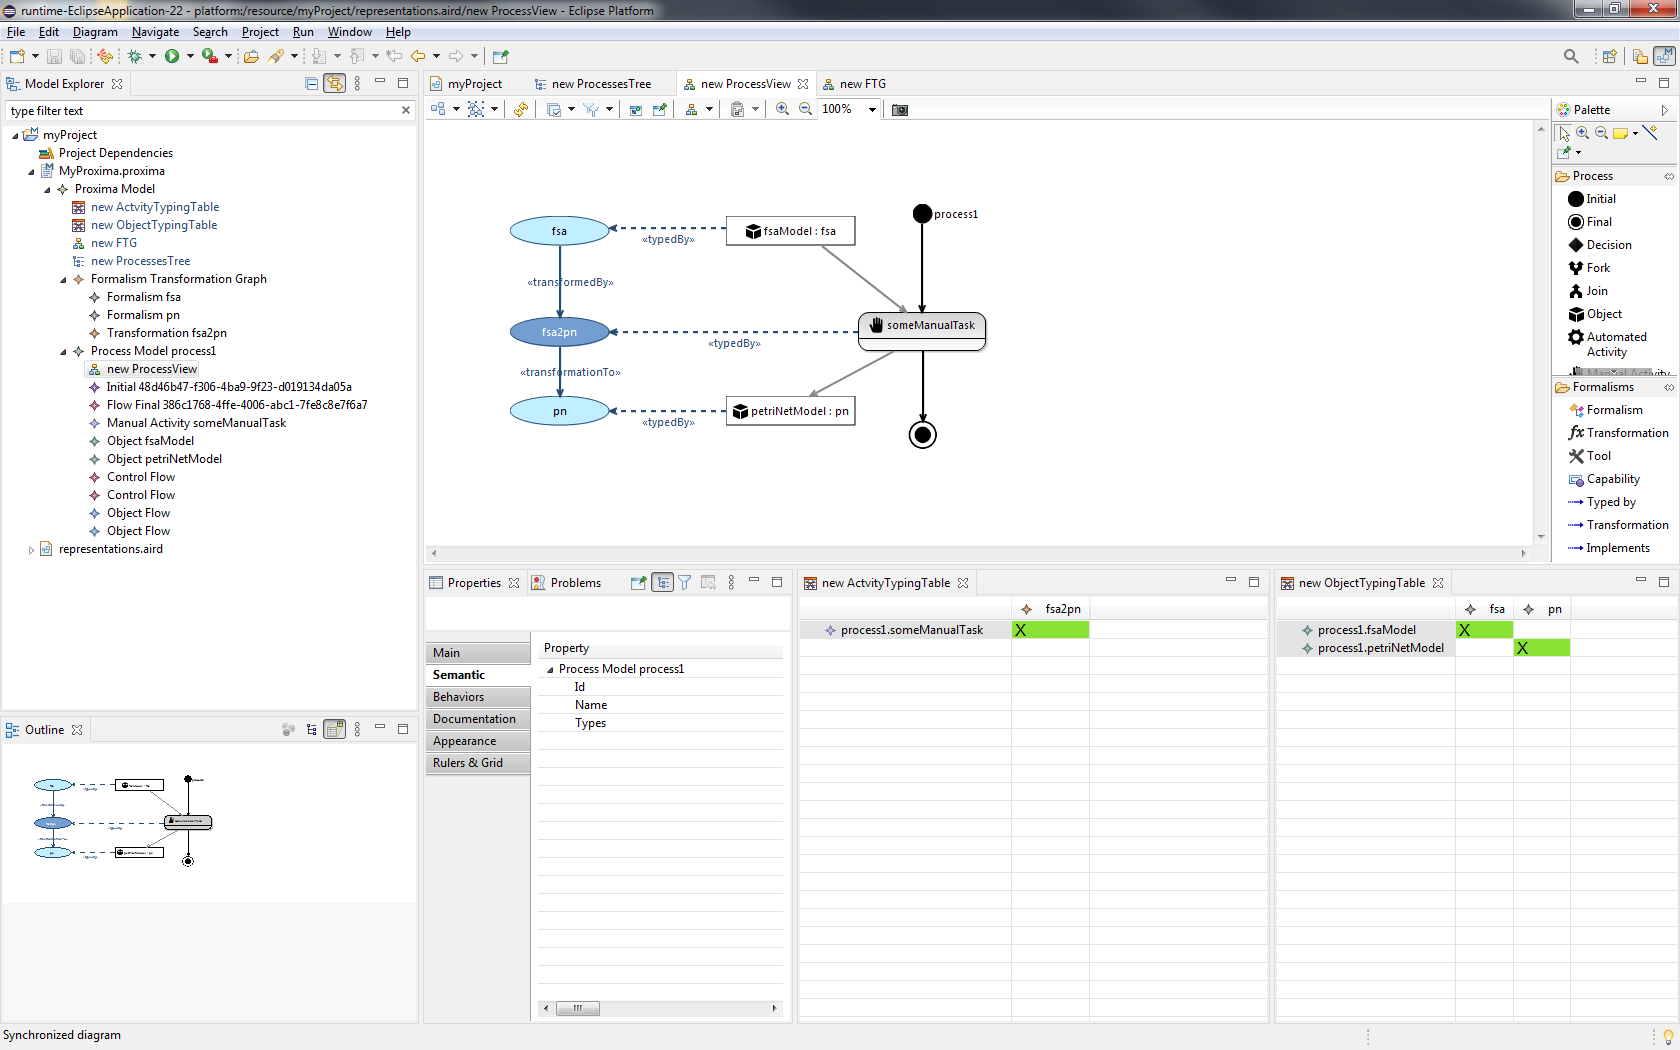 runtime-EclipseApplication-22 - platform:/resource/myProject/representations.aird/new ProcessView - Eclipse Platform
File Edit Diagram Navigate Search Project Run Window Help
Model Explorer
type filter text
myProject
Project Dependencies
MyProxima.proxima
Proxima Model
new ActvityTypingTable
new ObjectTypingTable
new FTG
new ProcessesTree
Formalism Transformation Graph
Formalism fsa
Formalism pn
Transformation fsa2pn
Process Model process1
new ProcessView
Initial 48d46b47-f306-4ba9-9f23-d019134da05a
Flow Final 386c1768-4ffe-4006-abc1-7fe8c8e7f6a7
Manual Activity someManualTask
Object fsaModel
Object petriNetModel
Control Flow
Control Flow
Object Flow
Object Flow
representations.aird
myProject new ProcessesTree new ProcessView new FTG
100%
process1
fsa
«typedBy»
fsaModel : fsa
«transformedBy»
fsa2pn
«typedBy»
someManualTask
«transformationTo»
pn
«typedBy»
petriNetModel : pn
Palette
Process
Initial
Final
Decision
Fork
Join
Object
Automated
Activity
Manual Activity
Formalisms
Formalism
Transformation
Tool
Capability
Typed by
Transformation
Implements
Outline
Properties Problems
Main
Semantic
Behaviors
Documentation
Appearance
Rulers & Grid
Property
Process Model process1
Id
Name
Types
new ActvityTypingTable
fsa2pn
process1.someManualTask X
new ObjectTypingTable
fsa pn
process1.fsaModel X
process1.petriNetModel X
Synchronized diagram